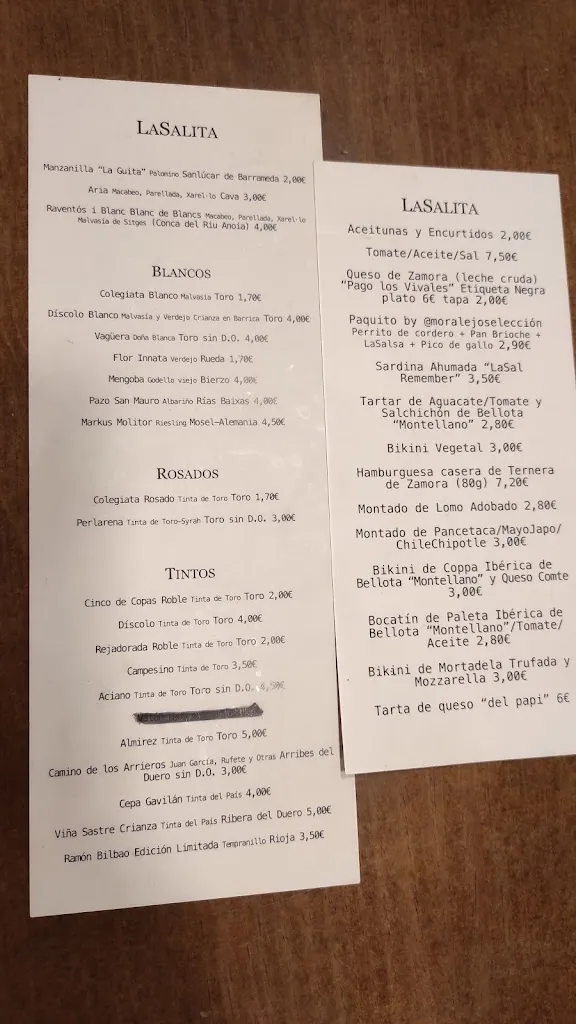 LASALITA
Manzanilla “La Guita” Palomino Sanlúcar de Barrameda 2,00€
Aria Macabeo, Parellada, Xarel·lo Cava 3,00€
Raventós i Blanc Blanc de Blancs Macabeo, Parellada, Xarel·lo
Malvasia de Sitges (Conca del Riu Anoia) 4,00€
BLANCOS
Colegiata Blanco Malvasia Toro 1,70€
Díscolo Blanco Malvasía y Verdejo Crianza en Barrica Toro 4,00€
Vagüera Doña Blanca Toro sin D.O. 4,00€
Flor Innata Verdejo Rueda 1,70€
Mengoba Godello viejo Bierzo 4,00€
Pazo San Mauro Albariño Rías Baixas 4,00€
Markus Molitor Riesling Mosel-Alemania 4,50€
ROSADOS
Colegiata Rosado Tinta de Toro Toro 1,70€
Perlarena Tinta de Toro-Syrah Toro sin D.O. 3,00€
TINTOS
Cinco de Copas Roble Tinta de Toro Toro 2,00€
Díscolo Tinta de Toro Toro 4,00€
Rejadorada Roble Tinta de Toro Toro 2,00€
Campesino Tinta de Toro 3,50€
Aciano Tinta de Toro Toro sin D.O. 4,50€
Almirez Tinta de Toro Toro 5,00€
Camino de los Arrieros Juan García, Rufete y Otras Arribes del
Duero sin D.O. 3,00€
Cepa Gavilán Tinta del País 4,00€
Viña Sastre Crianza Tinta del País Ribera del Duero 5,00€
Ramón Bilbao Edición Limitada Tempranillo Rioja 3,50€
LASALITA
Aceitunas y Encurtidos 2,00€
Tomate/Aceite/Sal 7,50€
Queso de Zamora (leche cruda)
“Pago los Vivales” Etiqueta Negra
plato 6€ tapa 2,00€
Paquito by @moralejoselección
Perrito de cordero + Pan Brioche +
LaSalsa + Pico de gallo 2,90€
Sardina Ahumada “LaSal
Remember” 3,50€
Tartar de Aguacate/Tomate y
Salchichón de Bellota
“Montellano” 2,80€
Bikini Vegetal 3,00€
Hamburguesa casera de Ternera
de Zamora (80g) 7,20€
Montado de Lomo Adobado 2,80€
Montado de Pancetaca/MayoJapo/
ChileChipotle 3,00€
Bikini de Coppa Ibérica de
Bellota “Montellano” y Queso Comte
3,00€
Bocatín de Paleta Ibérica de
Bellota “Montellano”/Tomate/
Aceite 2,80€
Bikini de Mortadela Trufada y
Mozzarella 3,00€
Tarta de queso “del papi” 6€